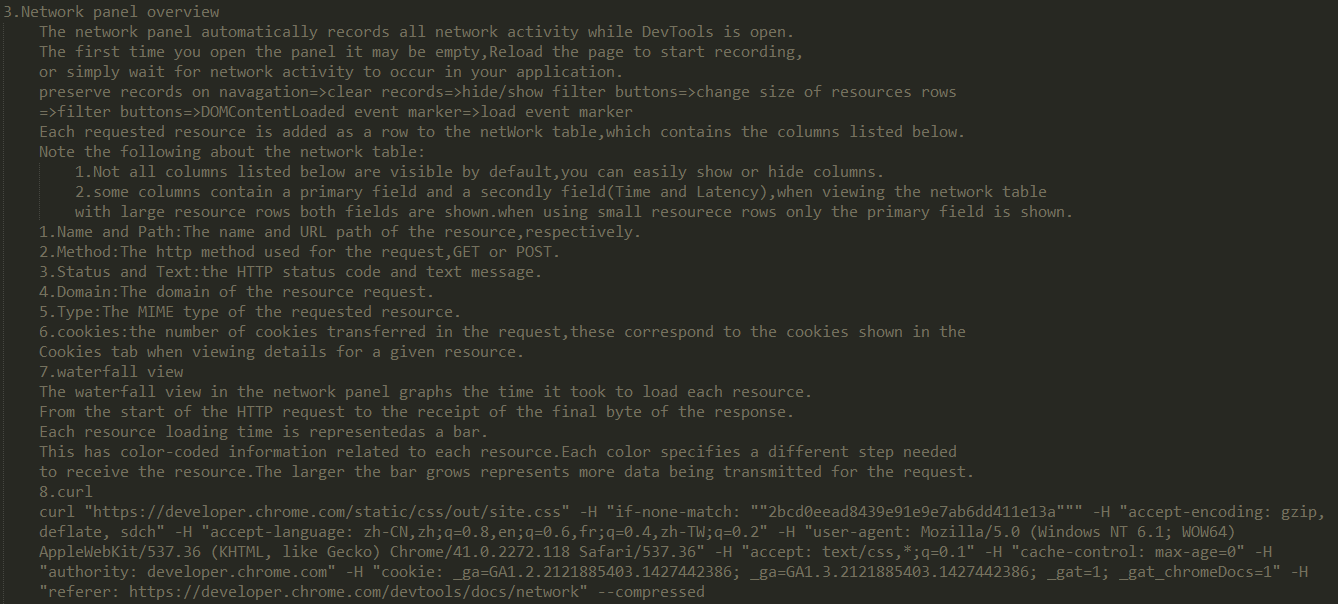 3.Network panel overview
The network panel automatically records all network activity while DevTools is open.
The first time you open the panel it may be empty,Reload the page to start recording,
or simply wait for network activity to occur in your application.
preserve records on navagation=>clear records=>hide/show filter buttons=>change size of resources rows
=>filter buttons=>DOMContentLoaded event marker=>load event marker
Each requested resource is added as a row to the netWork table,which contains the columns listed below.
Note the following about the network table:
1.Not all columns listed below are visible by default,you can easily show or hide columns.
2.some columns contain a primary field and a secondly field(Time and Latency),when viewing the network table
with large resource rows both fields are shown.when using small resourece rows only the primary field is shown.
1.Name and Path:The name and URL path of the resource,respectively.
2.Method:The http method used for the request,GET or POST.
3.Status and Text:the HTTP status code and text message.
4.Domain:The domain of the resource request.
5.Type:The MIME type of the requested resource.
6.cookies:the number of cookies transferred in the request,these correspond to the cookies shown in the
Cookies tab when viewing details for a given resource.
7.waterfall view
The waterfall view in the network panel graphs the time it took to load each resource.
From the start of the HTTP request to the receipt of the final byte of the response.
Each resource loading time is representedas a bar.
This has color-coded information related to each resource.Each color specifies a different step needed
to receive the resource.The larger the bar grows represents more data being transmitted for the request.
8.curl
curl "https://developer.chrome.com/static/css/out/site.css" -H "if-none-match: ""2bcd0eead8439e91e9e7ab6dd411e13a""" -H "accept-encoding: gzip,
deflate, sdch" -H "accept-language: zh-CN,zh;q=0.8,en;q=0.6,fr;q=0.4,zh-TW;q=0.2" -H "user-agent: Mozilla/5.0 (Windows NT 6.1; WOW64)
AppleWebKit/537.36 (KHTML, like Gecko) Chrome/41.0.2272.118 Safari/537.36" -H "accept: text/css,*;q=0.1" -H "cache-control: max-age=0" -H
"authority: developer.chrome.com" -H "cookie: _ga=GA1.2.2121885403.1427442386; _ga=GA1.3.2121885403.1427442386; _gat=1; _gat_chromeDocs=1" -H
"referer: https://developer.chrome.com/devtools/docs/network" --compressed